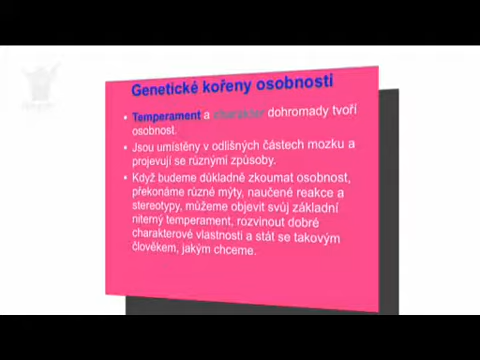 Genetické kořeny osobnosti
• Temperament a charakter dohromady tvoří
osobnost.
• Jsou umístěny v odlišných částech mozku a
projevují se různými způsoby.
• Když budeme důkladně zkoumat osobnost,
překonáme různé mýty, naučené reakce a
stereotypy, můžeme objevit svůj základní
niterný temperament, rozvinout dobré
charakterové vlastnosti a stát se takovým
člověkem, jakým chceme.